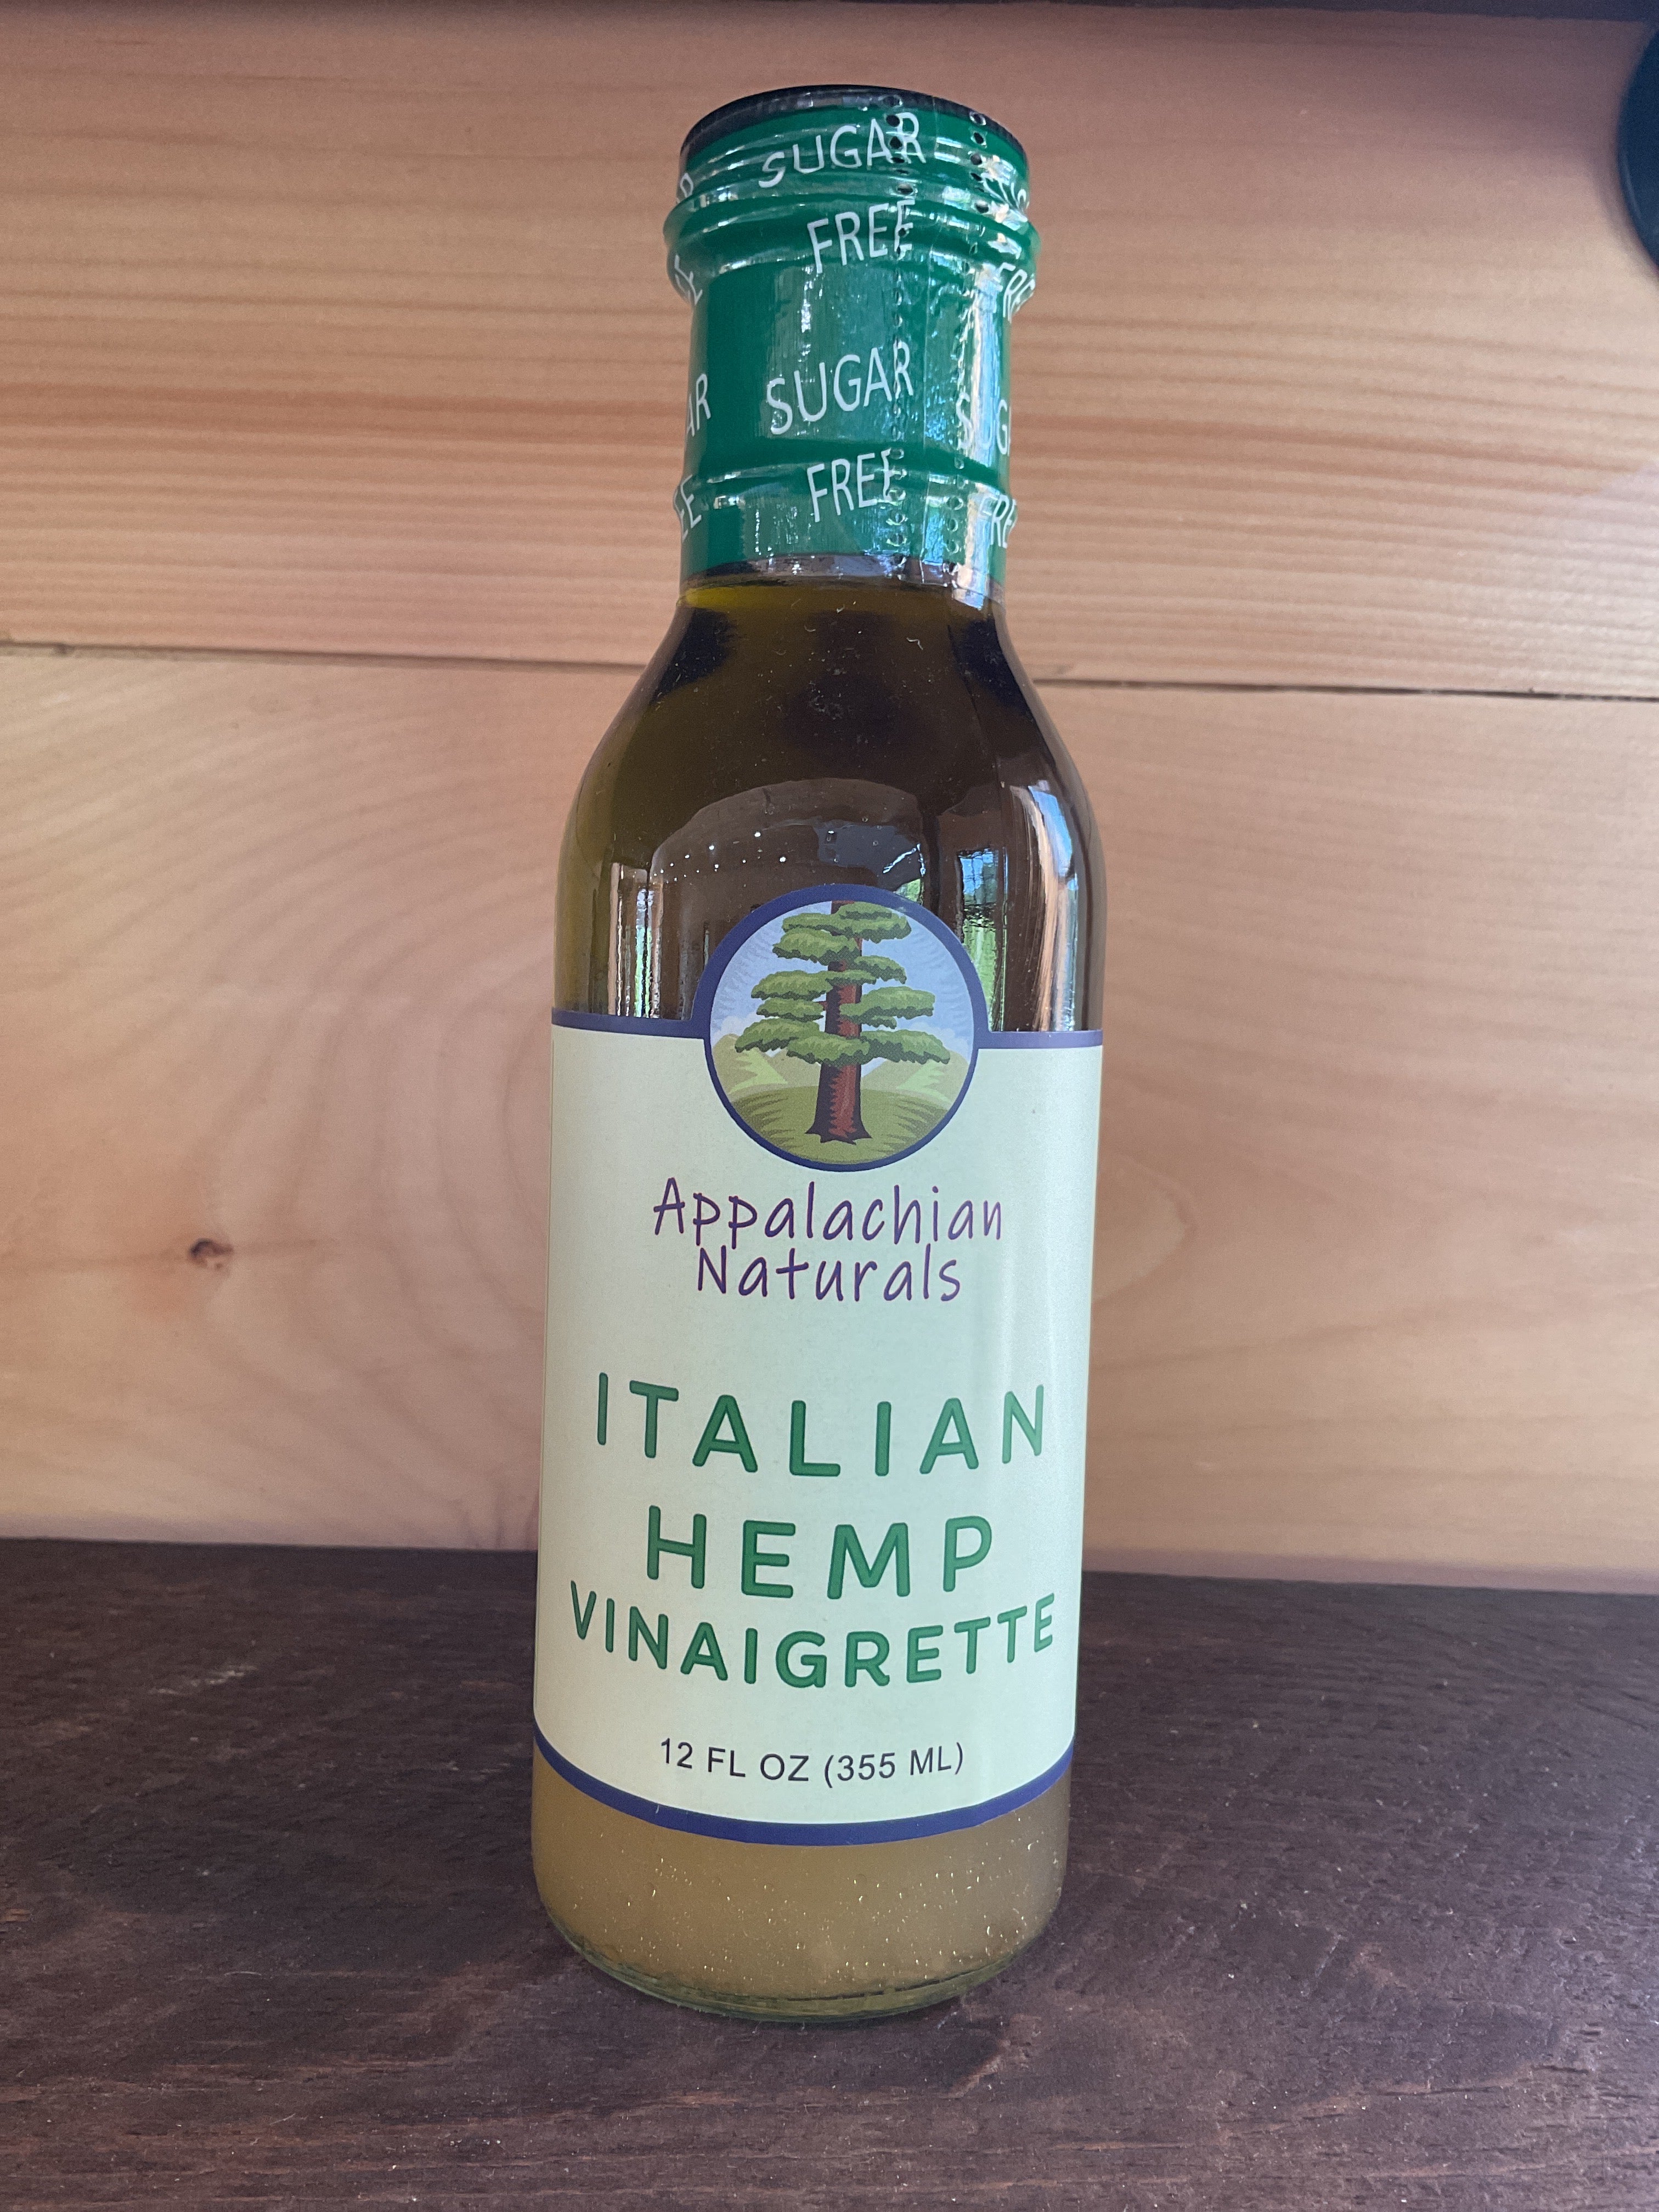 SUGAR
FREE
SUGAR
FREE
Appalachian
Naturals
ITALIAN
HEMP
VINAIGRETTE
12 FL OZ (355 ML)